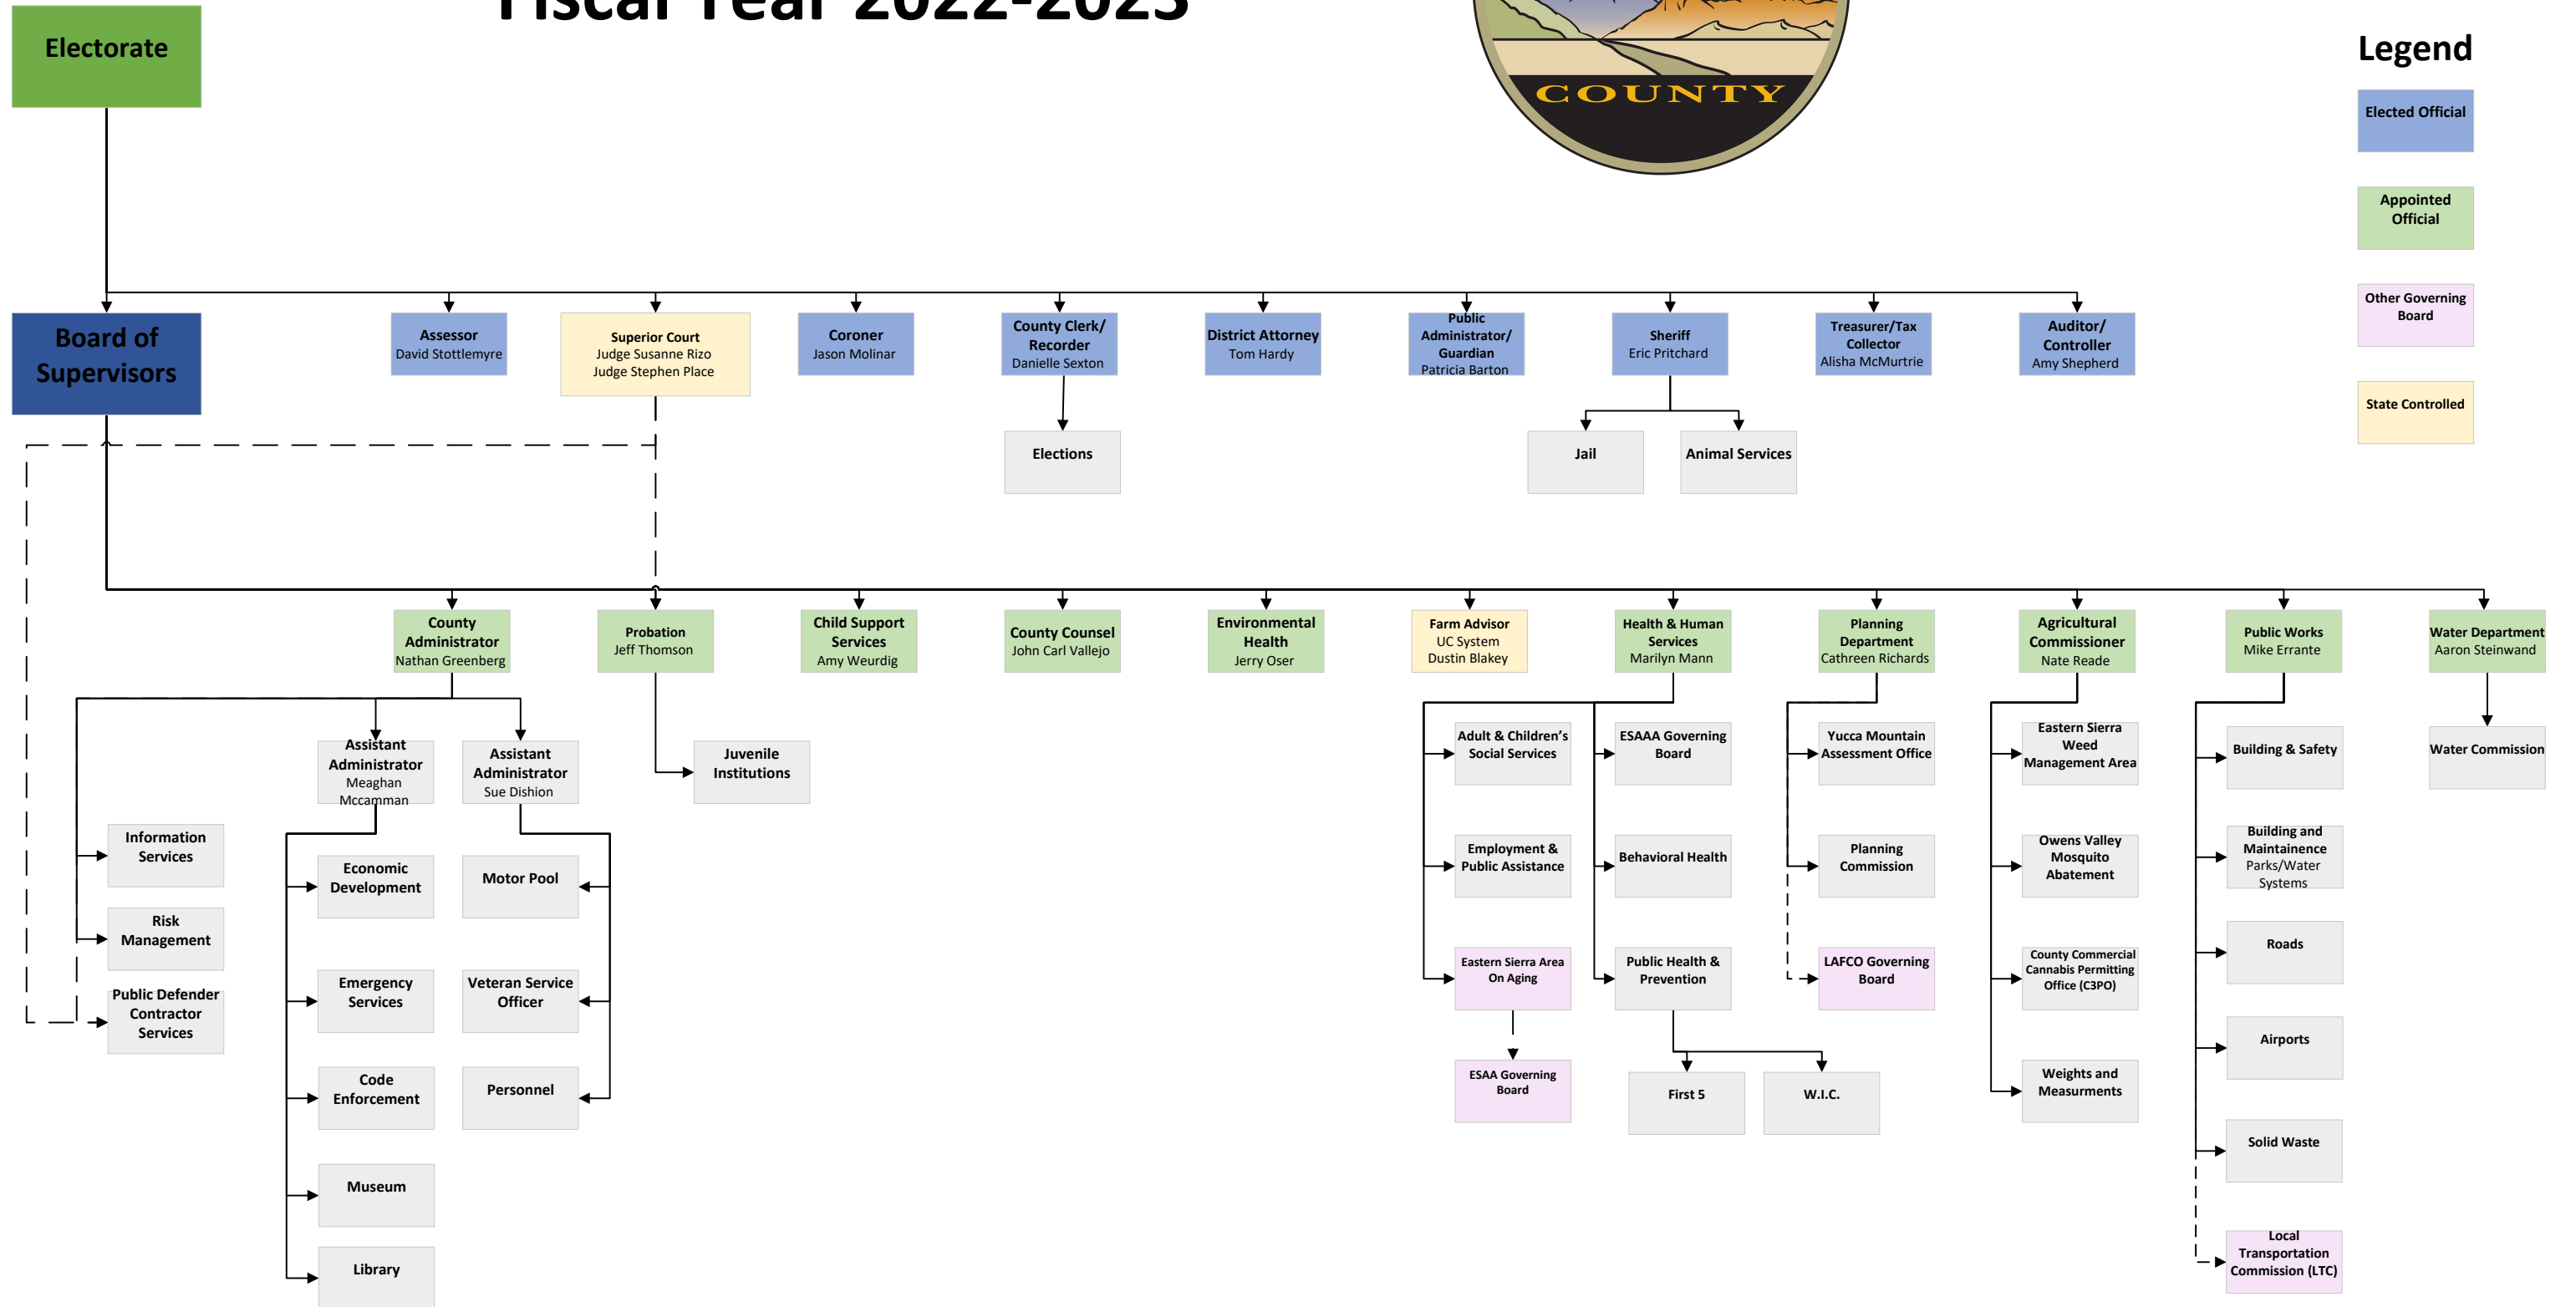 Fiscal Year 2022-2023
COUNTY
Electorate
Legend
Elected Official
Appointed
Official
Other Governing
Board
State Controlled
Board of
Supervisors
Assessor
David Stottlemyre
Superior Court
Judge Susanne Rizo
Judge Stephen Place
Coroner
Jason Molinar
County Clerk/
Recorder
Danielle Sexton
District Attorney
Tom Hardy
Public
Administrator/
Guardian
Patricia Barton
Sheriff
Eric Pritchard
Treasurer/Tax
Collector
Alisha McMurtrie
Auditor/
Controller
Amy Shepherd
Elections
Jail
Animal Services
County
Administrator
Nathan Greenberg
Probation
Jeff Thomson
Child Support
Services
Amy Weurdig
County Counsel
John Carl Vallejo
Environmental
Health
Jerry Oser
Farm Advisor
UC System
Dustin Blakey
Health & Human
Services
Marilyn Mann
Planning
Department
Cathreen Richards
Agricultural
Commissioner
Nate Reade
Public Works
Mike Errante
Water Department
Aaron Steinwand
Information
Services
Risk
Management
Public Defender
Contractor
Services
Assistant
Administrator
Meaghan
Mccamman
Economic
Development
Emergency
Services
Code
Enforcement
Museum
Library
Assistant
Administrator
Sue Dishion
Motor Pool
Veteran Service
Officer
Personnel
Juvenile
Institutions
Adult & Children's
Social Services
Employment &
Public Assistance
Eastern Sierra Area
On Aging
ESAA Governing
Board
ESAAA Governing
Board
Behavioral Health
Public Health &
Prevention
First 5
W.I.C.
Yucca Mountain
Assessment Office
Planning
Commission
LAFCO Governing
Board
Eastern Sierra
Weed
Management Area
Owens Valley
Mosquito
Abatement
County Commercial
Cannabis Permitting
Office (C3PO)
Weights and
Measurments
Building & Safety
Building and
Maintainence
Parks/Water
Systems
Roads
Airports
Solid Waste
Local
Transportation
Commission (LTC)
Water Commission